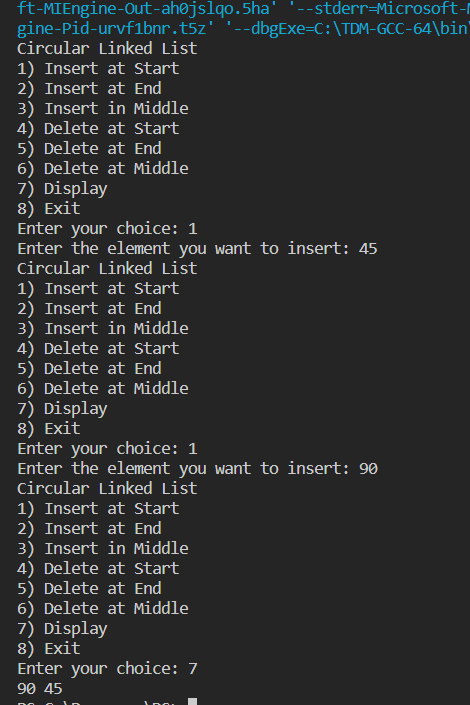 ft-MIEngine-Out-ah0jslqo.5ha' '--stderr=Microsoft-M
gine-Pid-urvf1bnr.t5z' '--dbgExe=C:\TDM-GCC-64\bin\
Circular Linked List
1) Insert at Start
2) Insert at End
3) Insert in Middle
4) Delete at Start
5) Delete at End
6) Delete at Middle
7) Display
8) Exit
Enter your choice: 1
Enter the element you want to insert: 45
Circular Linked List
1) Insert at Start
2) Insert at End
3) Insert in Middle
4) Delete at Start
5) Delete at End
6) Delete at Middle
7) Display
8) Exit
Enter your choice: 1
Enter the element you want to insert: 90
Circular Linked List
1) Insert at Start
2) Insert at End
3) Insert in Middle
4) Delete at Start
5) Delete at End
6) Delete at Middle
7) Display
8) Exit
Enter your choice: 7
90 45